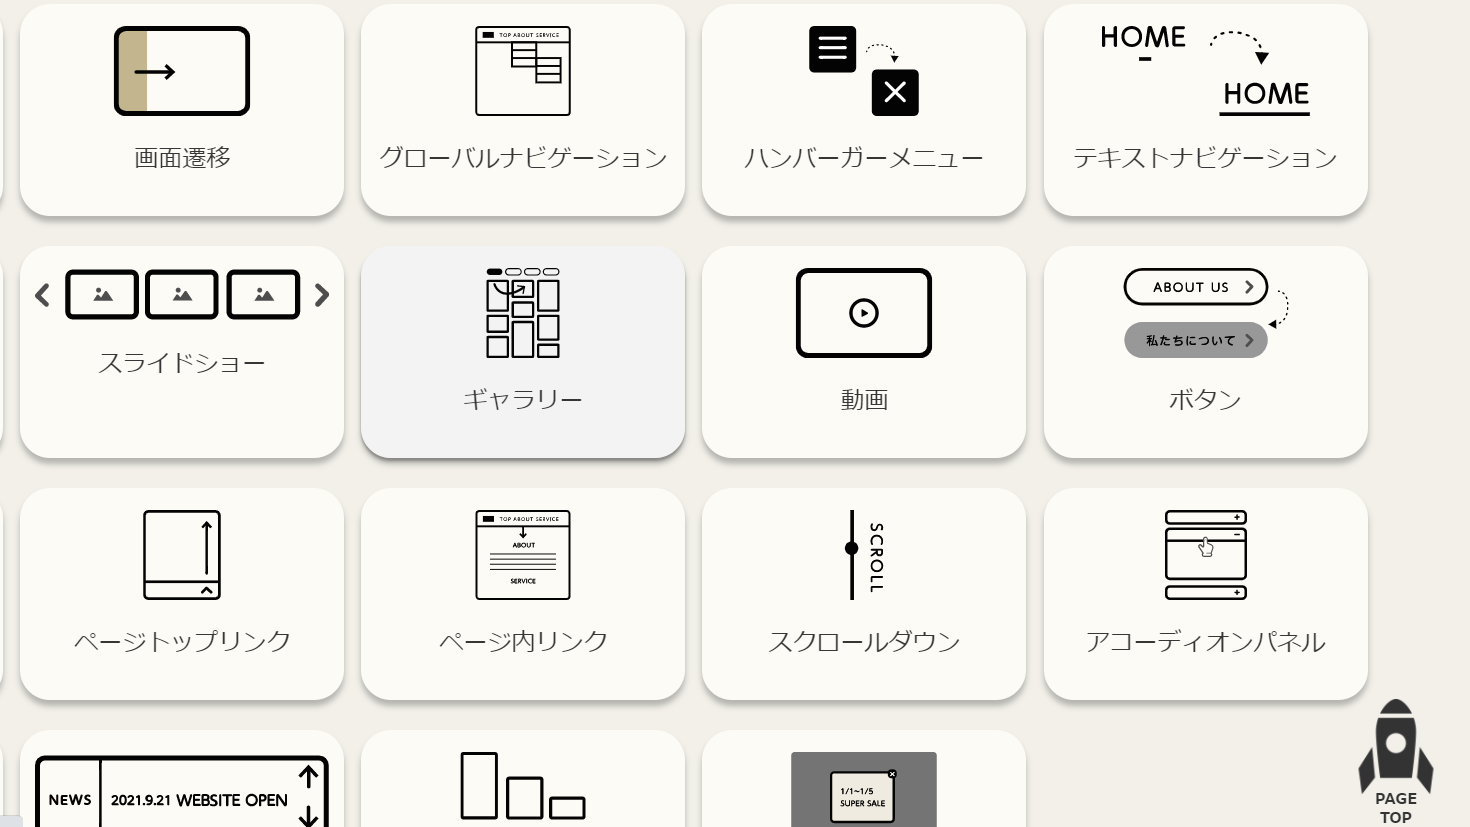 画面遷移
TOP ABOUT SERVICE
グローバルナビゲーション
ハンバーガーメニュー
HOME
HOME
テキストナビゲーション
スライドショー
ギャラリー
動画
ABOUT US
私たちについて
ボタン
ページトップリンク
TOP ABOUT SERVICE
ABOUT
SERVICE
ページ内リンク
SCROLL
スクロールダウン
アコーディオンパネル
NEWS
2021.9.21 WEBSITE OPEN
1/1~1/5
SUPER SALE
PAGE
TOP